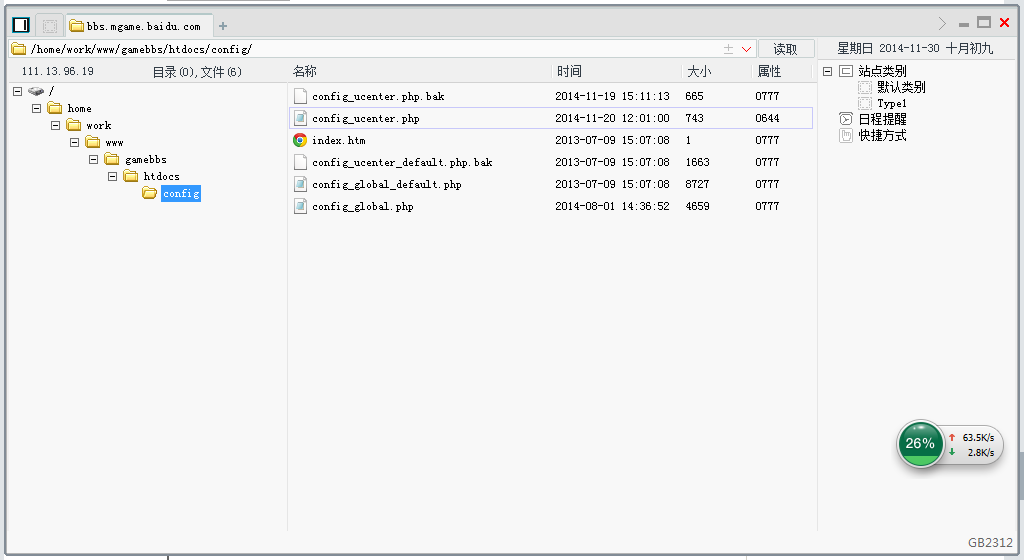 bbs.mgame.baidu.com
/home/work/www/gamebbs/htdocs/config/
读取
星期日 2014-11-30 十月初九
111.13.96.19
目录(0),文件(6)
名称 时间 大小 属性
/
home
work
www
gamebbs
htdocs
config
config_ucenter.php.bak 2014-11-19 15:11:13 665 0777
config_ucenter.php 2014-11-20 12:01:00 743 0644
index.htm 2013-07-09 15:07:08 1 0777
config_ucenter_default.php.bak 2013-07-09 15:07:08 1663 0777
config_global_default.php 2013-07-09 15:07:08 8727 0777
config_global.php 2014-08-01 14:36:52 4659 0777
站点类别
默认类别
Type1
日程提醒
快捷方式
26%
63.5K/s
2.8K/s
GB2312